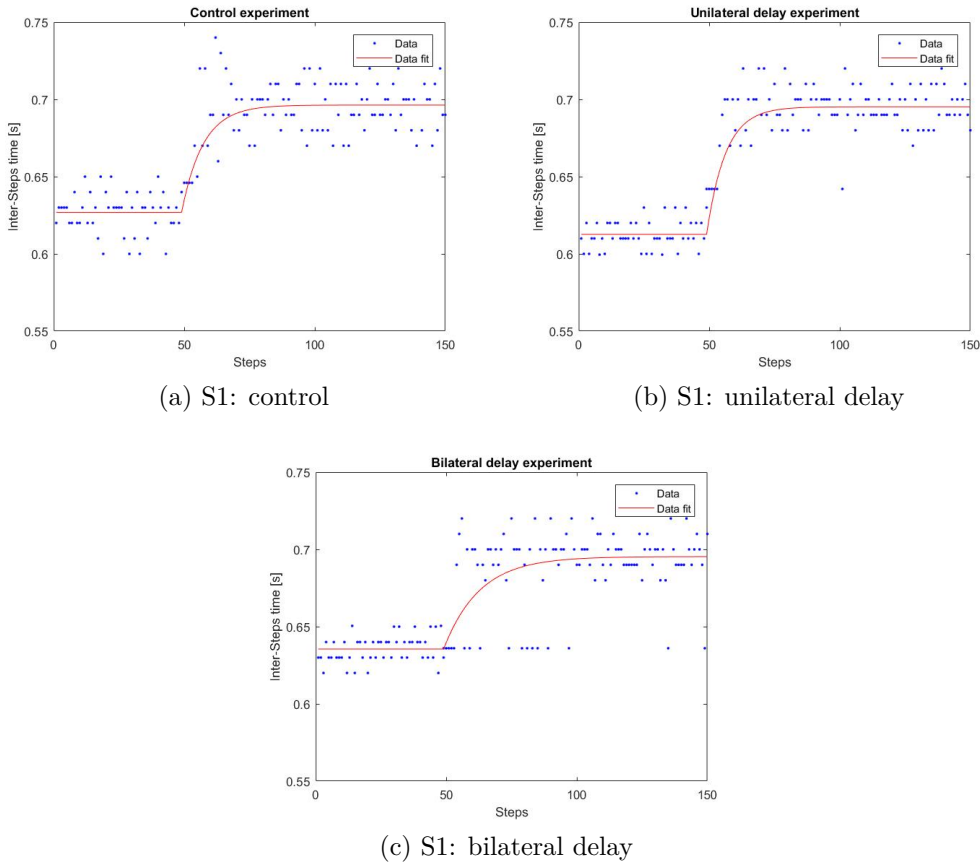 Control experiment
0.75
0.7
0.65
0.6
0.55
Inter-Steps time [s]
Data
Data fit
0
50
100
150
Steps
(a) S1: control
Unilateral delay experiment
0.75
0.7
0.65
0.6
0.55
Inter-Steps time [s]
Data
Data fit
0
50
100
150
Steps
(b) S1: unilateral delay
Bilateral delay experiment
0.75
0.7
0.65
0.6
0.55
Inter-Steps time [s]
Data
Data fit
0
50
100
150
Steps
(c) S1: bilateral delay